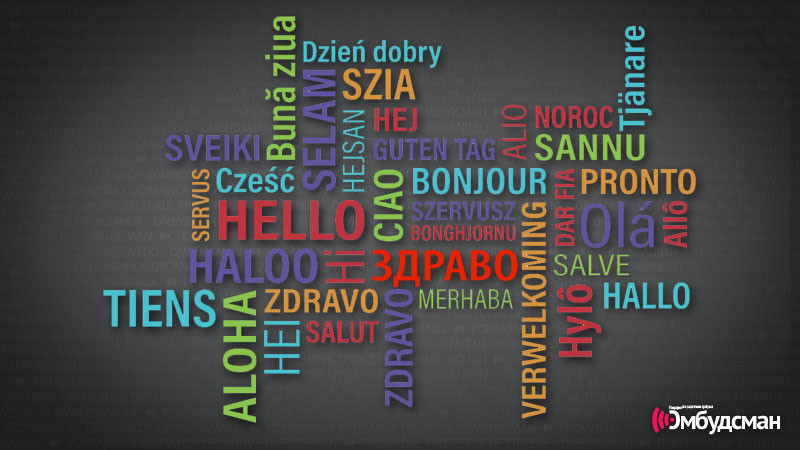 Dzień dobry
Bună ziua
Tjänare
SELAM
SZIA
HEJ
ALIO
NOROC
SVEIKI
HEJSAN
GUTEN TAG
SANNU
SERVUS
Cześć
CIAO
BONJOUR
PRONTO
HELLO
SZERVUSZ
BONGHJORNU
DAR FIA
Olá
Allô
HALOO
Hi
ЗДРАВО
VERWELKOMING
SALVE
TIENS
ALOHA
ZDRAVO
HEI
SALUT
ZDRAVO
MERHABA
Hylô
HALLO
Омбудсман